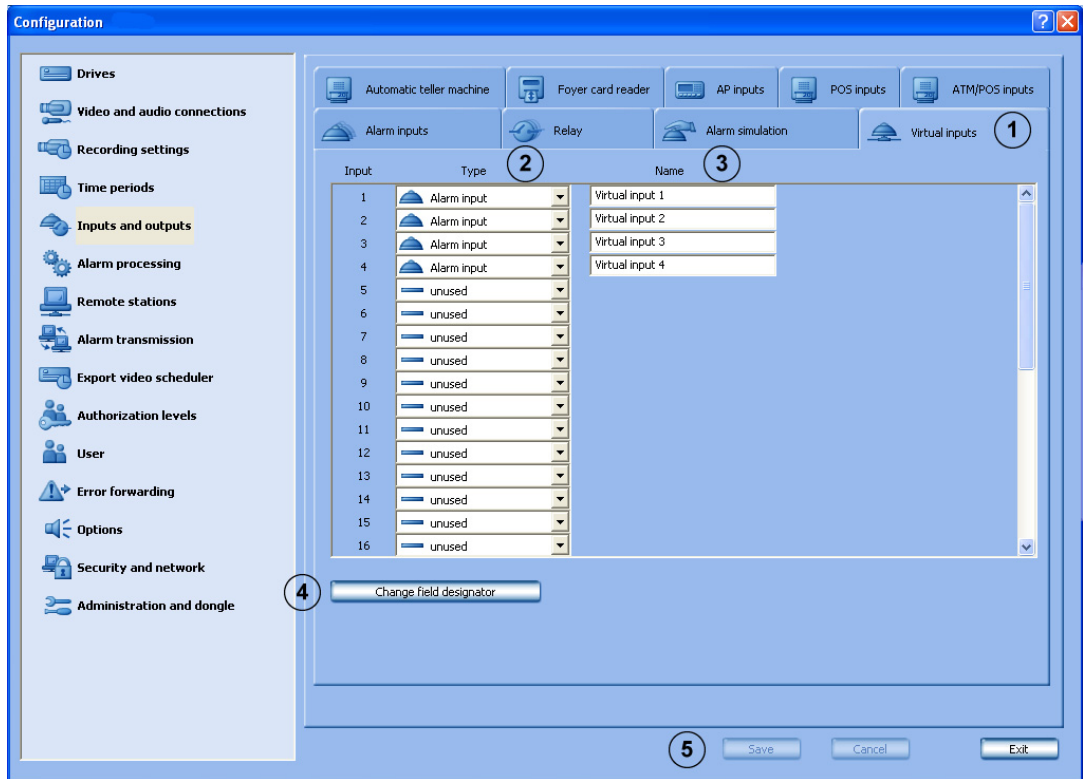 Configuration
Drives
Video and audio connections
Recording settings
Time periods
Inputs and outputs
Alarm processing
Remote stations
Alarm transmission
Export video scheduler
Authorization levels
User
Error forwarding
Options
Security and network
Administration and dongle
Automatic teller machine Foyer card reader AP inputs POS inputs ATM/POS inputs
Alarm inputs Relay Alarm simulation Virtual inputs 1
Input Type 2 Name 3
1 Alarm input Virtual input 1
2 Alarm input Virtual input 2
3 Alarm input Virtual input 3
4 Alarm input Virtual input 4
5 unused
6 unused
7 unused
8 unused
9 unused
10 unused
11 unused
12 unused
13 unused
14 unused
15 unused
16 unused
4 Change field designator
5 Save Cancel Exit